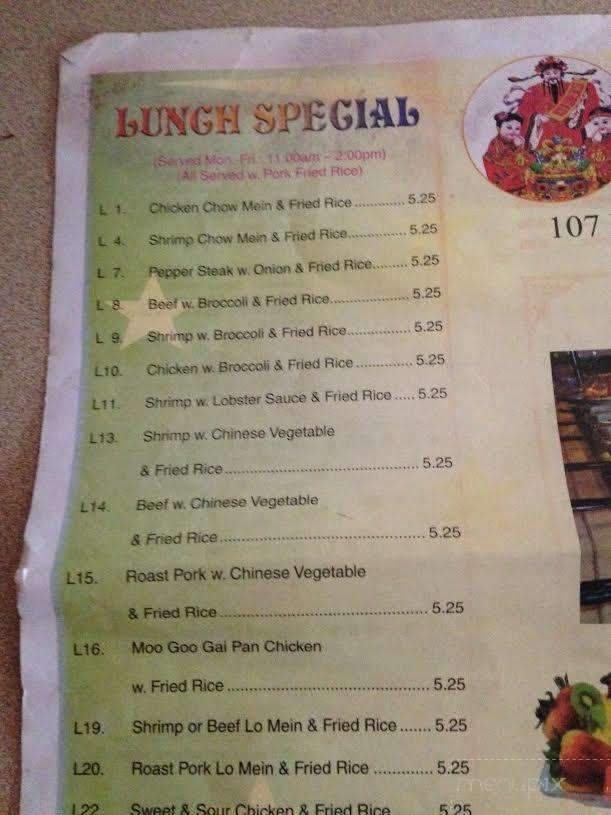 LUNCH SPECIAL
(Served Mon.-Fri.: 11:00am - 2:00pm)
(All Served w. Pork Fried Rice)
L 1. Chicken Chow Mein & Fried Rice ............ 5.25
L 4. Shrimp Chow Mein & Fried Rice............... 5.25
L 7. Pepper Steak w. Onion & Fried Rice......... 5.25
L 8. Beef w. Broccoli & Fried Rice.................... 5.25
L 9. Shrimp w. Broccoli & Fried Rice................ 5.25
L10. Chicken w. Broccoli & Fried Rice .............. 5.25
L11. Shrimp w. Lobster Sauce & Fried Rice ..... 5.25
L13. Shrimp w. Chinese Vegetable
& Fried Rice............................................... 5.25
L14. Beef w. Chinese Vegetable
& Fried Rice............................................... 5.25
L15. Roast Pork w. Chinese Vegetable
& Fried Rice............................................... 5.25
L16. Moo Goo Gai Pan Chicken
w. Fried Rice .............................................. 5.25
L19. Shrimp or Beef Lo Mein & Fried Rice ....... 5.25
L20. Roast Pork Lo Mein & Fried Rice ............. 5.25
L22. Sweet & Sour Chicken & Fried Rice 5.25
107
menupix